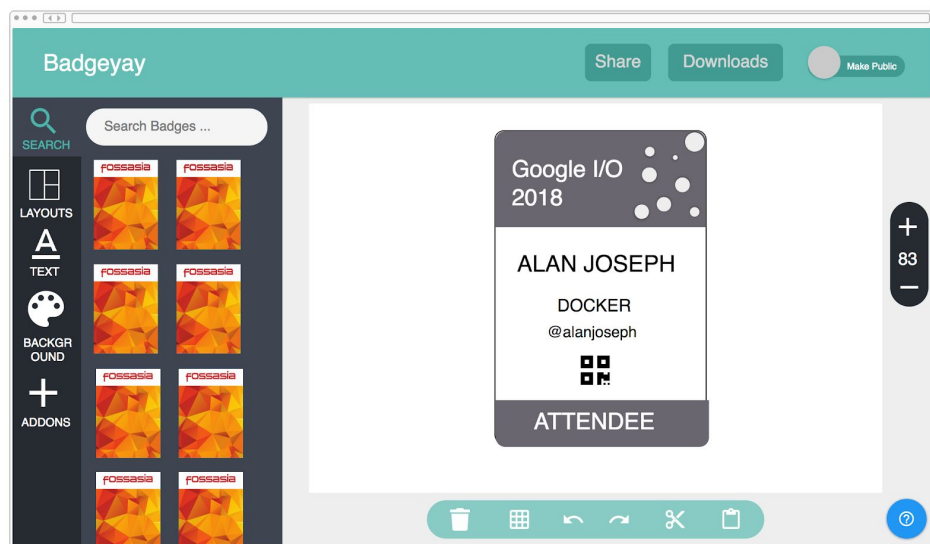 Badgeyay
Share
Downloads
Make Public
SEARCH
Search Badges ...
LAYOUTS
TEXT
BACKGR
OUND
ADDONS
fossasia
fossasia
fossasia
fossasia
fossasia
fossasia
fossasia
fossasia
Google I/O
2018
ALAN JOSEPH
DOCKER
@alanjoseph
ATTENDEE
83